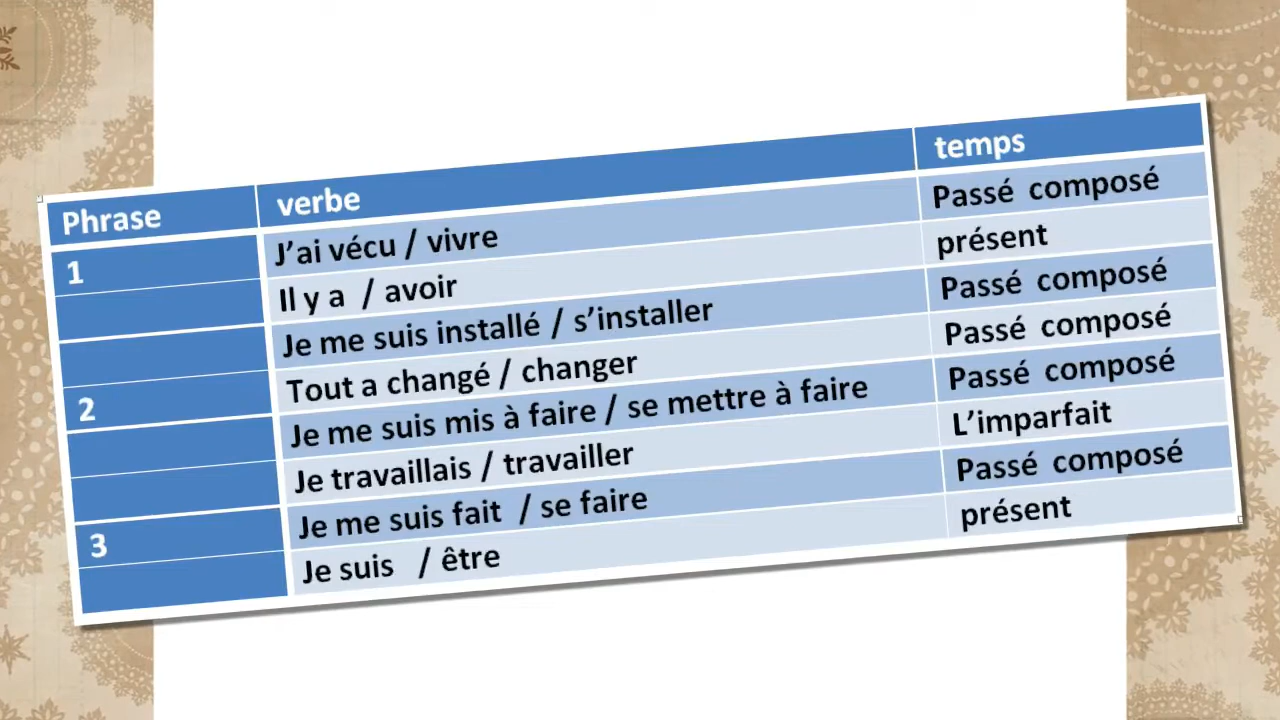 Phrase verbe temps
1 J'ai vécu / vivre Passé composé
Il y a / avoir présent
Je me suis installé / s'installer Passé composé
2 Tout a changé / changer Passé composé
Je me suis mis à faire / se mettre à faire Passé composé
Je travaillais / travailler L'imparfait
3 Je me suis fait / se faire Passé composé
Je suis / être présent